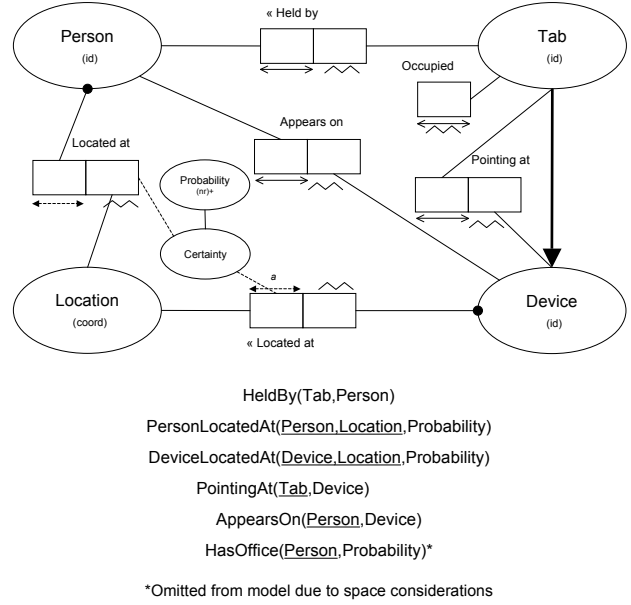 « Held by
Person
(id)
Tab
(id)
Occupied
Appears on
Located at
Pointing at
Probability
(nr)+
Certainty
a
Location
(coord)
Device
(id)
« Located at
HeldBy(Tab,Person)
PersonLocatedAt(Person,Location,Probability)
DeviceLocatedAt(Device,Location,Probability)
PointingAt(Tab,Device)
AppearsOn(Person,Device)
HasOffice(Person,Probability)*
*Omitted from model due to space considerations